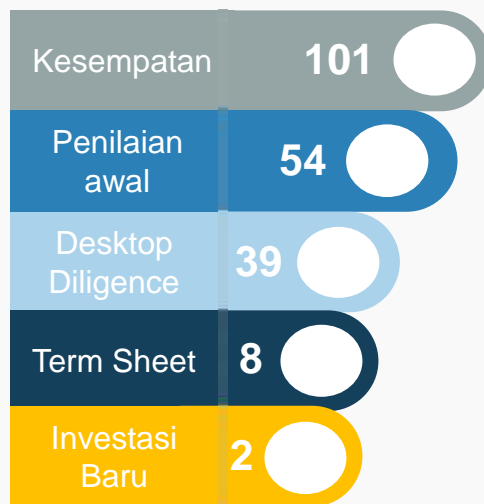 Kesempatan 101
Penilaian
awal
54
Desktop
Diligence
39
Term Sheet 8
Investasi
Baru
2